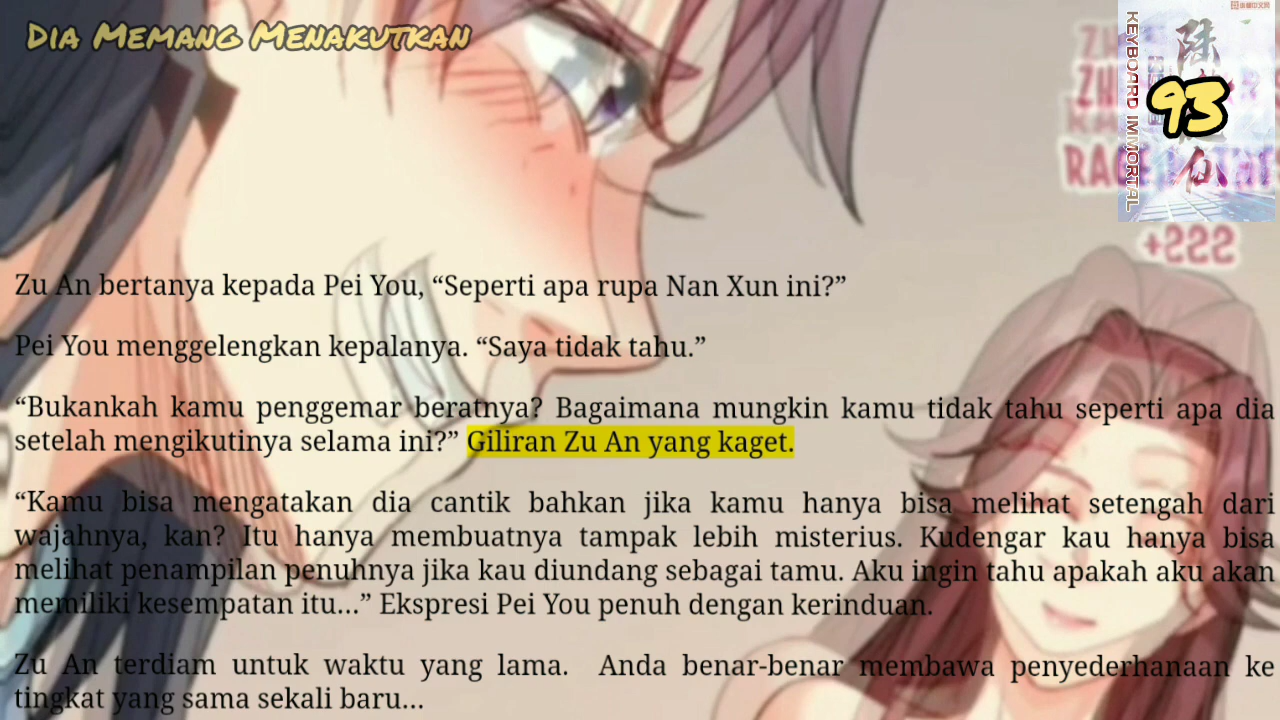 Dia Memang Menakutkan
KEYBOARD IMMORTAL
93
+222
Zu An bertanya kepada Pei You, “Seperti apa rupa Nan Xun ini?”
Pei You menggelengkan kepalanya. “Saya tidak tahu.”
“Bukankah kamu penggemar beratnya? Bagaimana mungkin kamu tidak tahu seperti apa dia
setelah mengikutinya selama ini?” Giliran Zu An yang kaget.
“Kamu bisa mengatakan dia cantik bahkan jika kamu hanya bisa melihat setengah dari
wajahnya, kan? Itu hanya membuatnya tampak lebih misterius. Kudengar kau hanya bisa
melihat penampilan penuhnya jika kau diundang sebagai tamu. Aku ingin tahu apakah aku akan
memiliki kesempatan itu...” Ekspresi Pei You penuh dengan kerinduan.
Zu An terdiam untuk waktu yang lama. Anda benar-benar membawa penyederhanaan ke
tingkat yang sama sekali baru...